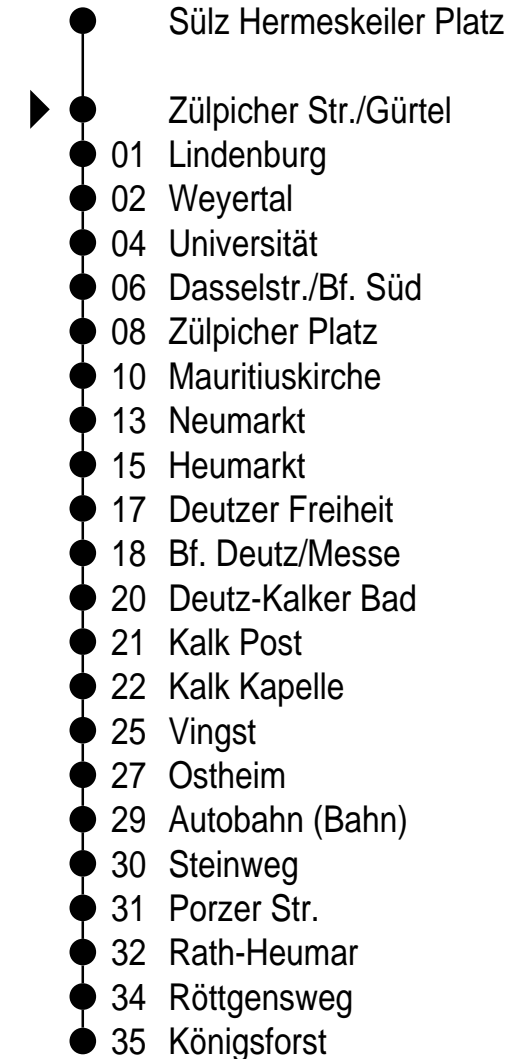 Sülz Hermeskeiler Platz
Zülpicher Str./Gürtel
01 Lindenburg
02 Weyertal
04 Universität
06 Dasselstr./Bf. Süd
08 Zülpicher Platz
10 Mauritiuskirche
13 Neumarkt
15 Heumarkt
17 Deutzer Freiheit
18 Bf. Deutz/Messe
20 Deutz-Kalker Bad
21 Kalk Post
22 Kalk Kapelle
25 Vingst
27 Ostheim
29 Autobahn (Bahn)
30 Steinweg
31 Porzer Str.
32 Rath-Heumar
34 Röttgensweg
35 Königsforst